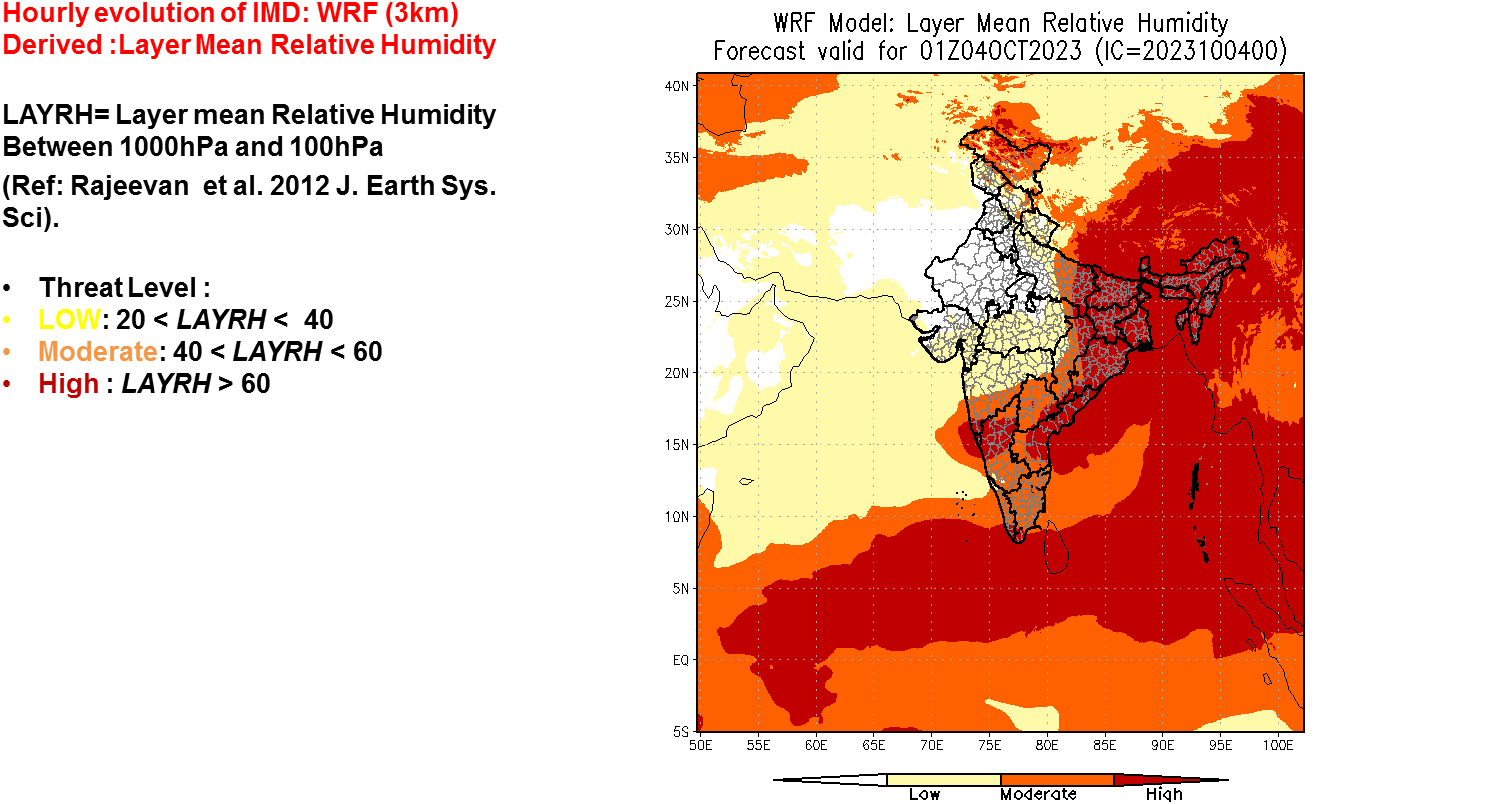 Hourly evolution of IMD: WRF (3km)
Derived :Layer Mean Relative Humidity
LAYRH= Layer mean Relative Humidity
Between 1000hPa and 100hPa
(Ref: Rajeevan et al. 2012 J. Earth Sys.
Sci).
• Threat Level :
• LOW: 20 < LAYRH < 40
• Moderate: 40 < LAYRH < 60
• High : LAYRH > 60
WRF Model: Layer Mean Relative Humidity
Forecast valid for 01Z04OCT2023 (IC=2023100400)
40N
35N
30N
25N
20N
15N
10N
5N
EQ
5S
50E 55E 60E 65E 70E 75E 80E 85E 90E 95E 100E
Low Moderate High